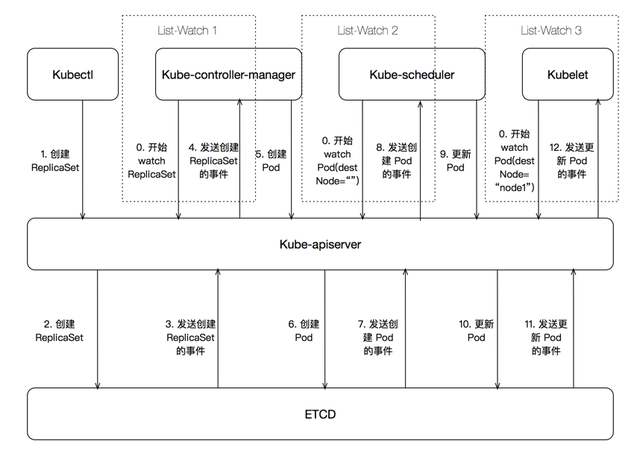 List-Watch 1
List-Watch 2
List-Watch 3
Kubectl
Kube-controller-manager
Kube-scheduler
Kubelet
1. 创建
ReplicaSet
0. 开始
watch
ReplicaSet
4. 发送创建
ReplicaSet
的事件
5. 创建
Pod
0. 开始
watch
Pod(dest
Node=“”)
8. 发送创
建 Pod
的事件
9. 更新
Pod
0. 开始
watch
Pod(dest
Node=
“node1”)
12. 发送更
新 Pod
的事件
Kube-apiserver
2. 创建
ReplicaSet
3. 发送创建
ReplicaSet
的事件
6. 创建
Pod
7. 发送创
建 Pod
的事件
10. 更新
Pod
11. 发送更
新 Pod
的事件
ETCD